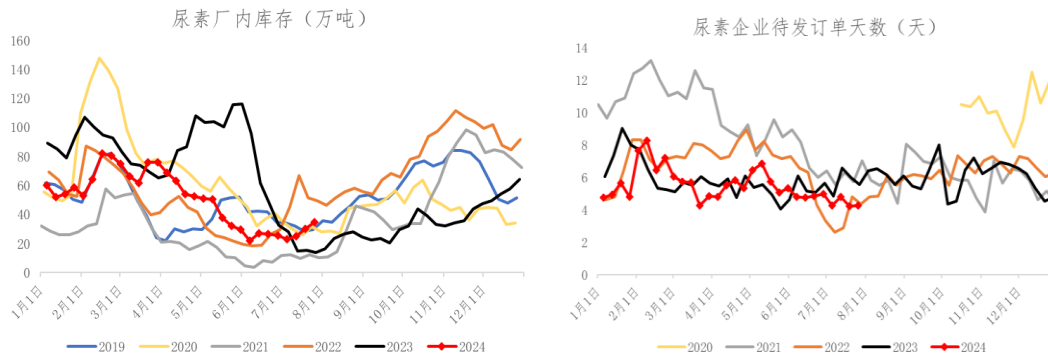 尿素厂内库存（万吨）
160
140
120
100
80
60
40
20
0
1月1日
2月1日
3月1日
4月1日
5月1日
6月1日
7月1日
8月1日
9月1日
10月1日
11月1日
12月1日
2019 2020 2021 2022 2023 2024
尿素企业待发订单天数（天）
14
12
10
8
6
4
2
0
1月1日
2月1日
3月1日
4月1日
5月1日
6月1日
7月1日
8月1日
9月1日
10月1日
11月1日
12月1日
2020 2021 2022 2023 2024